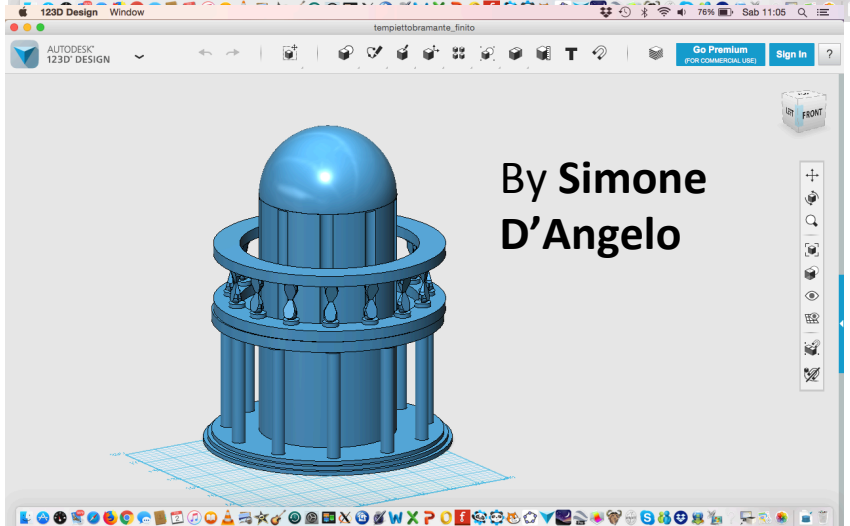 123D Design Window
76% Sab 11:05
tempiettobramante_finito
AUTODESK®
123D® DESIGN
T
Go Premium
(FOR COMMERCIAL USE)
Sign In
?
LEFT FRONT
By Simone
D’Angelo